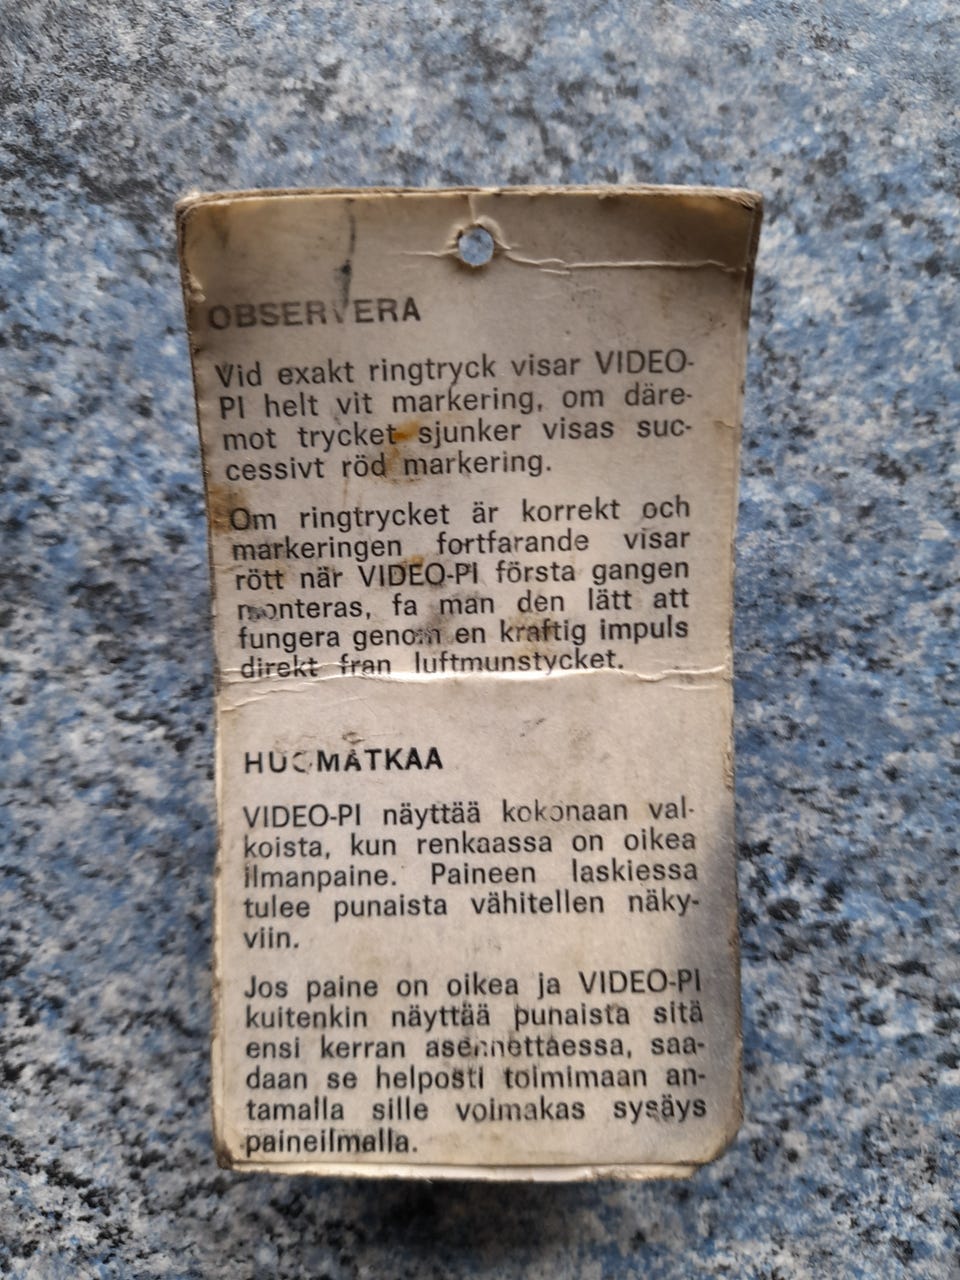 OBSERVERA
Vid exakt ringtryck visar VIDEO-
PI helt vit markering, om däre-
mot trycket sjunker visas suc-
cessivt röd markering.
Om ringtrycket är korrekt och
markeringen fortfarande visar
rött när VIDEO-PI första gangen
monteras, fa man den lätt att
fungera genom en kraftig impuls
direkt fran luftmunstycket.
HUOMATKAA
VIDEO-PI näyttää kokonaan val-
koista, kun renkaassa on oikea
ilmanpaine. Paineen laskiessa
tulee punaista vähitellen näky-
viin.
Jos paine on oikea ja VIDEO-PI
kuitenkin näyttää punaista sitä
ensi kerran asennettaessa, saa-
daan se helposti toimimaan an-
tamalla sille voimakas sysäys
paineilmalla.